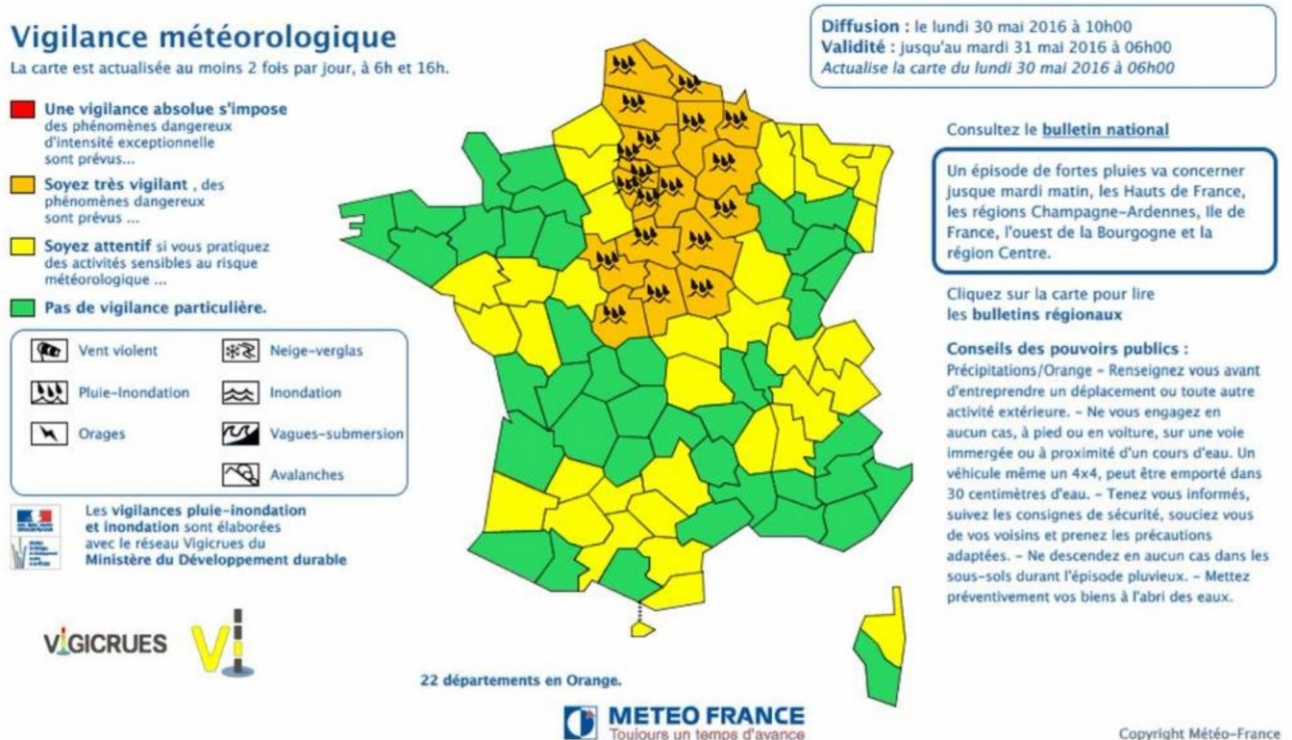 Vigilance météorologique
La carte est actualisée au moins 2 fois par jour, à 6h et 16h.
Une vigilance absolue s'impose
des phénomènes dangereux
d'intensité exceptionnelle
sont prévus...
Soyez très vigilant , des
phénomènes dangereux
sont prévus ...
Soyez attentif si vous pratiquez
des activités sensibles au risque
météorologique ...
Pas de vigilance particulière.
Vent violent
Neige-verglas
Pluie-Inondation
Inondation
Orages
Vagues-submersion
Avalanches
Les vigilances pluie-inondation
et inondation sont élaborées
avec le réseau Vigicrues du
Ministère du Développement durable
VIGICRUES
Vi
22 départements en Orange.
METEO FRANCE
Toujours un temps d'avance
Diffusion : le lundi 30 mai 2016 à 10h00
Validité : jusqu'au mardi 31 mai 2016 à 06h00
Actualise la carte du lundi 30 mai 2016 à 06h00
Consultez le bulletin national
Un épisode de fortes pluies va concerner
jusque mardi matin, les Hauts de France,
les régions Champagne-Ardennes, Ile de
France, l'ouest de la Bourgogne et la
région Centre.
Cliquez sur la carte pour lire
les bulletins régionaux
Conseils des pouvoirs publics :
Précipitations/Orange - Renseignez vous avant
d'entreprendre un déplacement ou toute autre
activité extérieure. - Ne vous engagez en
aucun cas, à pied ou en voiture, sur une voie
immergée ou à proximité d'un cours d'eau. Un
véhicule même un 4x4, peut être emporté dans
30 centimètres d'eau. - Tenez vous informés,
suivez les consignes de sécurité, souciez vous
de vos voisins et prenez les précautions
adaptées. - Ne descendez en aucun cas dans les
sous-sols durant l'épisode pluvieux. - Mettez
préventivement vos biens à l'abri des eaux.
Copyright Météo-France